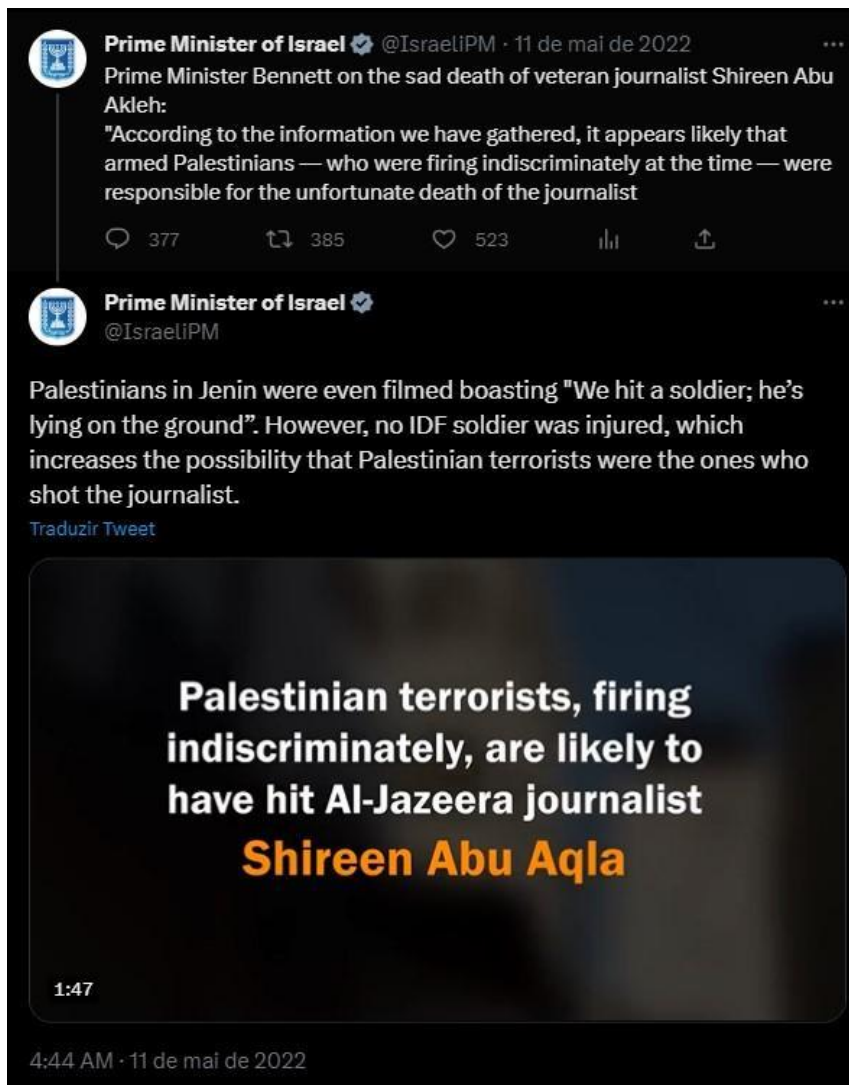 Prime Minister of Israel @IsraeliPM · 11 de mai de 2022
Prime Minister Bennett on the sad death of veteran journalist Shireen Abu
Akleh:
"According to the information we have gathered, it appears likely that
armed Palestinians — who were firing indiscriminately at the time — were
responsible for the unfortunate death of the journalist
377 385 523
Prime Minister of Israel
@IsraeliPM
Palestinians in Jenin were even filmed boasting "We hit a soldier; he’s
lying on the ground”. However, no IDF soldier was injured, which
increases the possibility that Palestinian terrorists were the ones who
shot the journalist.
Traduzir Tweet
Palestinian terrorists, firing
indiscriminately, are likely to
have hit Al-Jazeera journalist
Shireen Abu Aqla
1:47
4:44 AM · 11 de mai de 2022